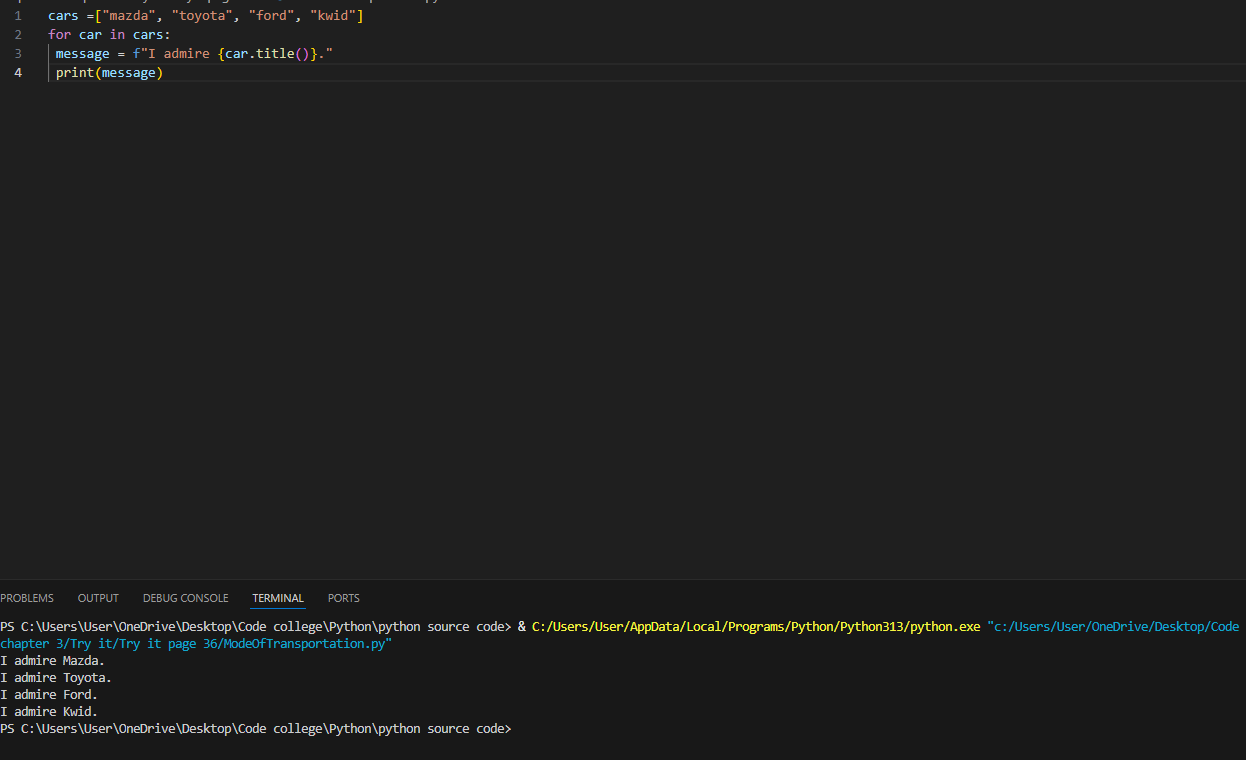 1 cars =["mazda", "toyota", "ford", "kwid"]
2 for car in cars:
3 message = f"I admire {car.title()}."
4 print(message)
PROBLEMS OUTPUT DEBUG CONSOLE TERMINAL PORTS
PS C:\Users\User\OneDrive\Desktop\Code college\Python\python source code> & C:/Users/User/AppData/Local/Programs/Python/Python313/python.exe "c:/Users/User/OneDrive/Desktop/Code
chapter 3/Try it/Try it page 36/ModeOfTransportation.py"
I admire Mazda.
I admire Toyota.
I admire Ford.
I admire Kwid.
PS C:\Users\User\OneDrive\Desktop\Code college\Python\python source code>